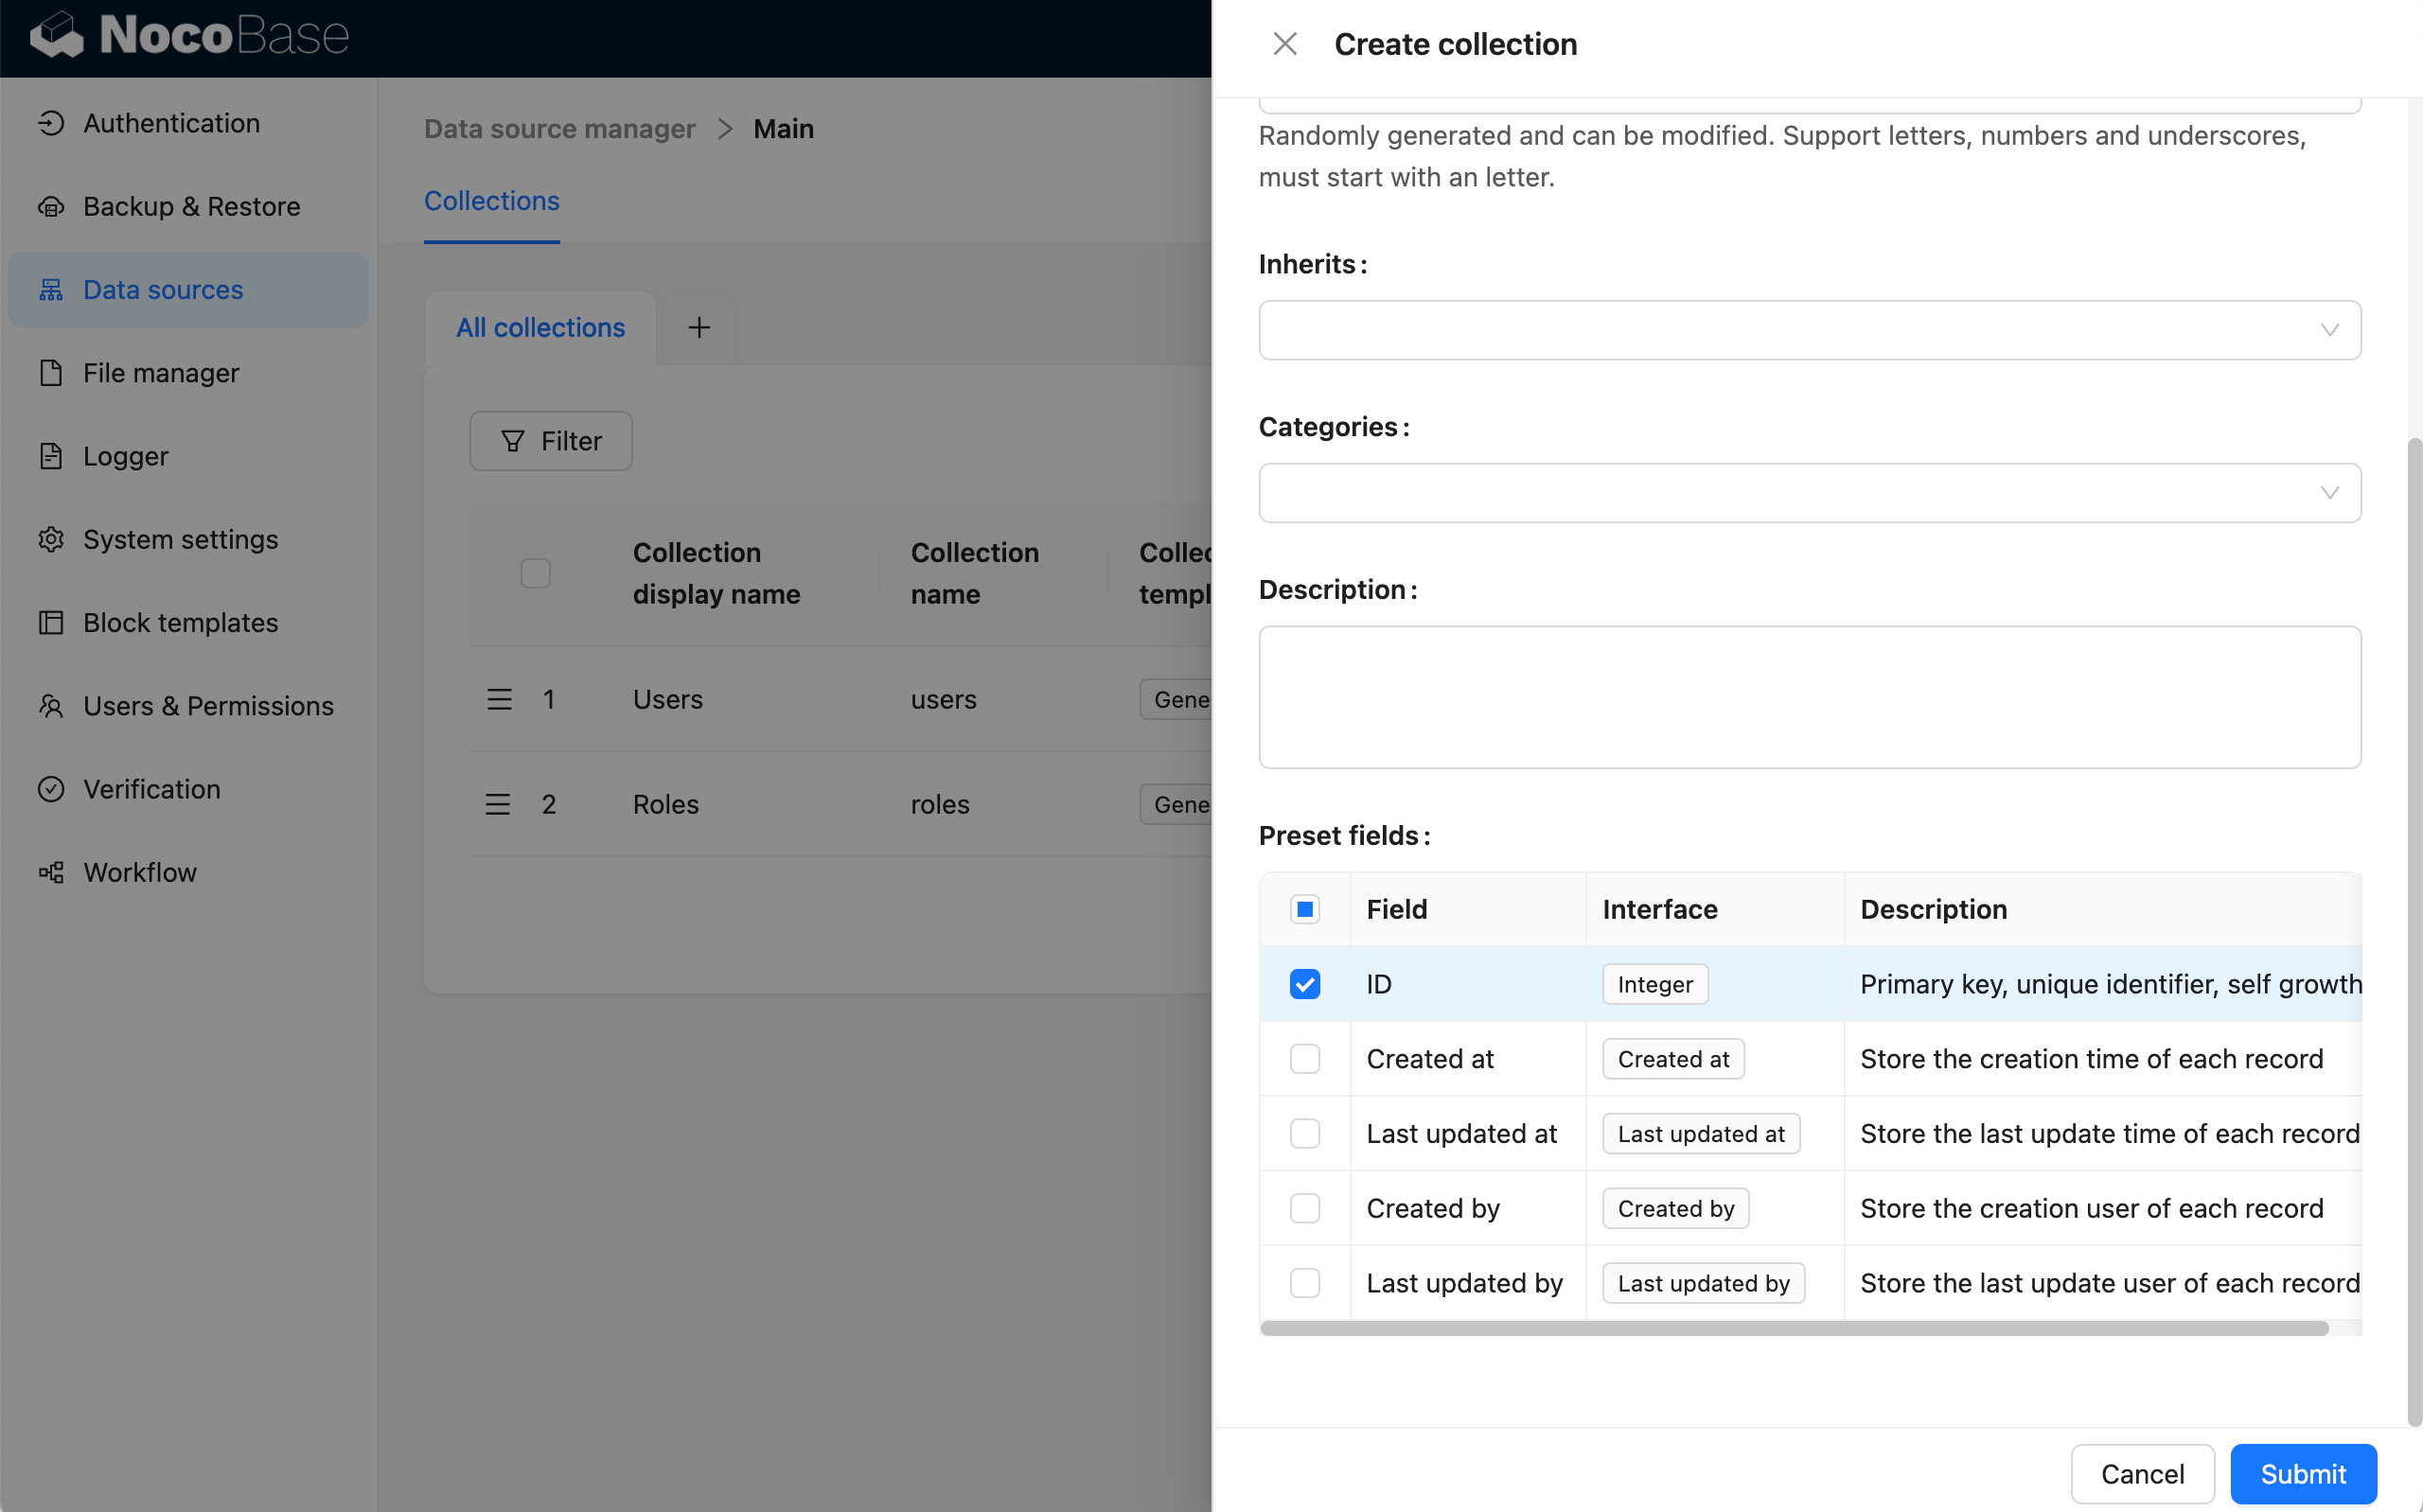 NocoBase
Authentication
Backup & Restore
Data sources
File manager
Logger
System settings
Block templates
Users & Permissions
Verification
Workflow
Data source manager > Main
Collections
All collections +
Filter
Collection display name
Collection name
1 Users users
2 Roles roles
Create collection
Randomly generated and can be modified. Support letters, numbers and underscores,
must start with an letter.
Inherits :
Categories :
Description :
Preset fields :
Field Interface Description
ID Integer Primary key, unique identifier, self growth
Created at Created at Store the creation time of each record
Last updated at Last updated at Store the last update time of each record
Created by Created by Store the creation user of each record
Last updated by Last updated by Store the last update user of each record
Cancel Submit